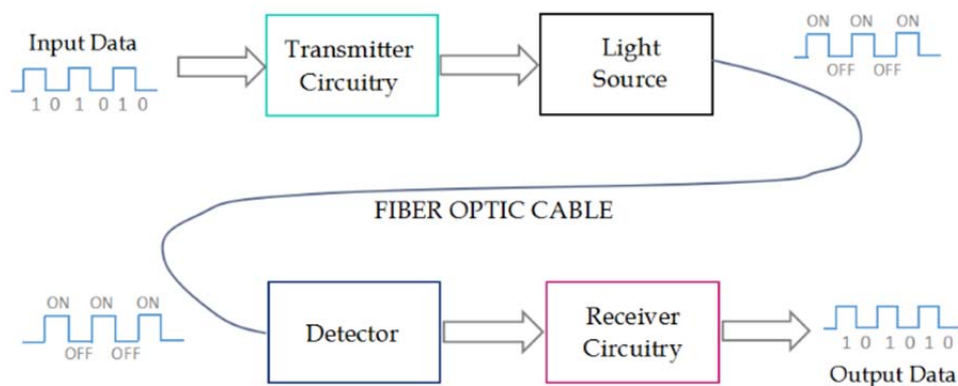 Input Data
1 0 1 0 1 0
Transmitter
Circuitry
Light
Source
ON ON ON
OFF OFF
FIBER OPTIC CABLE
ON ON ON
OFF OFF
Detector
Receiver
Circuitry
1 0 1 0 1 0
Output Data